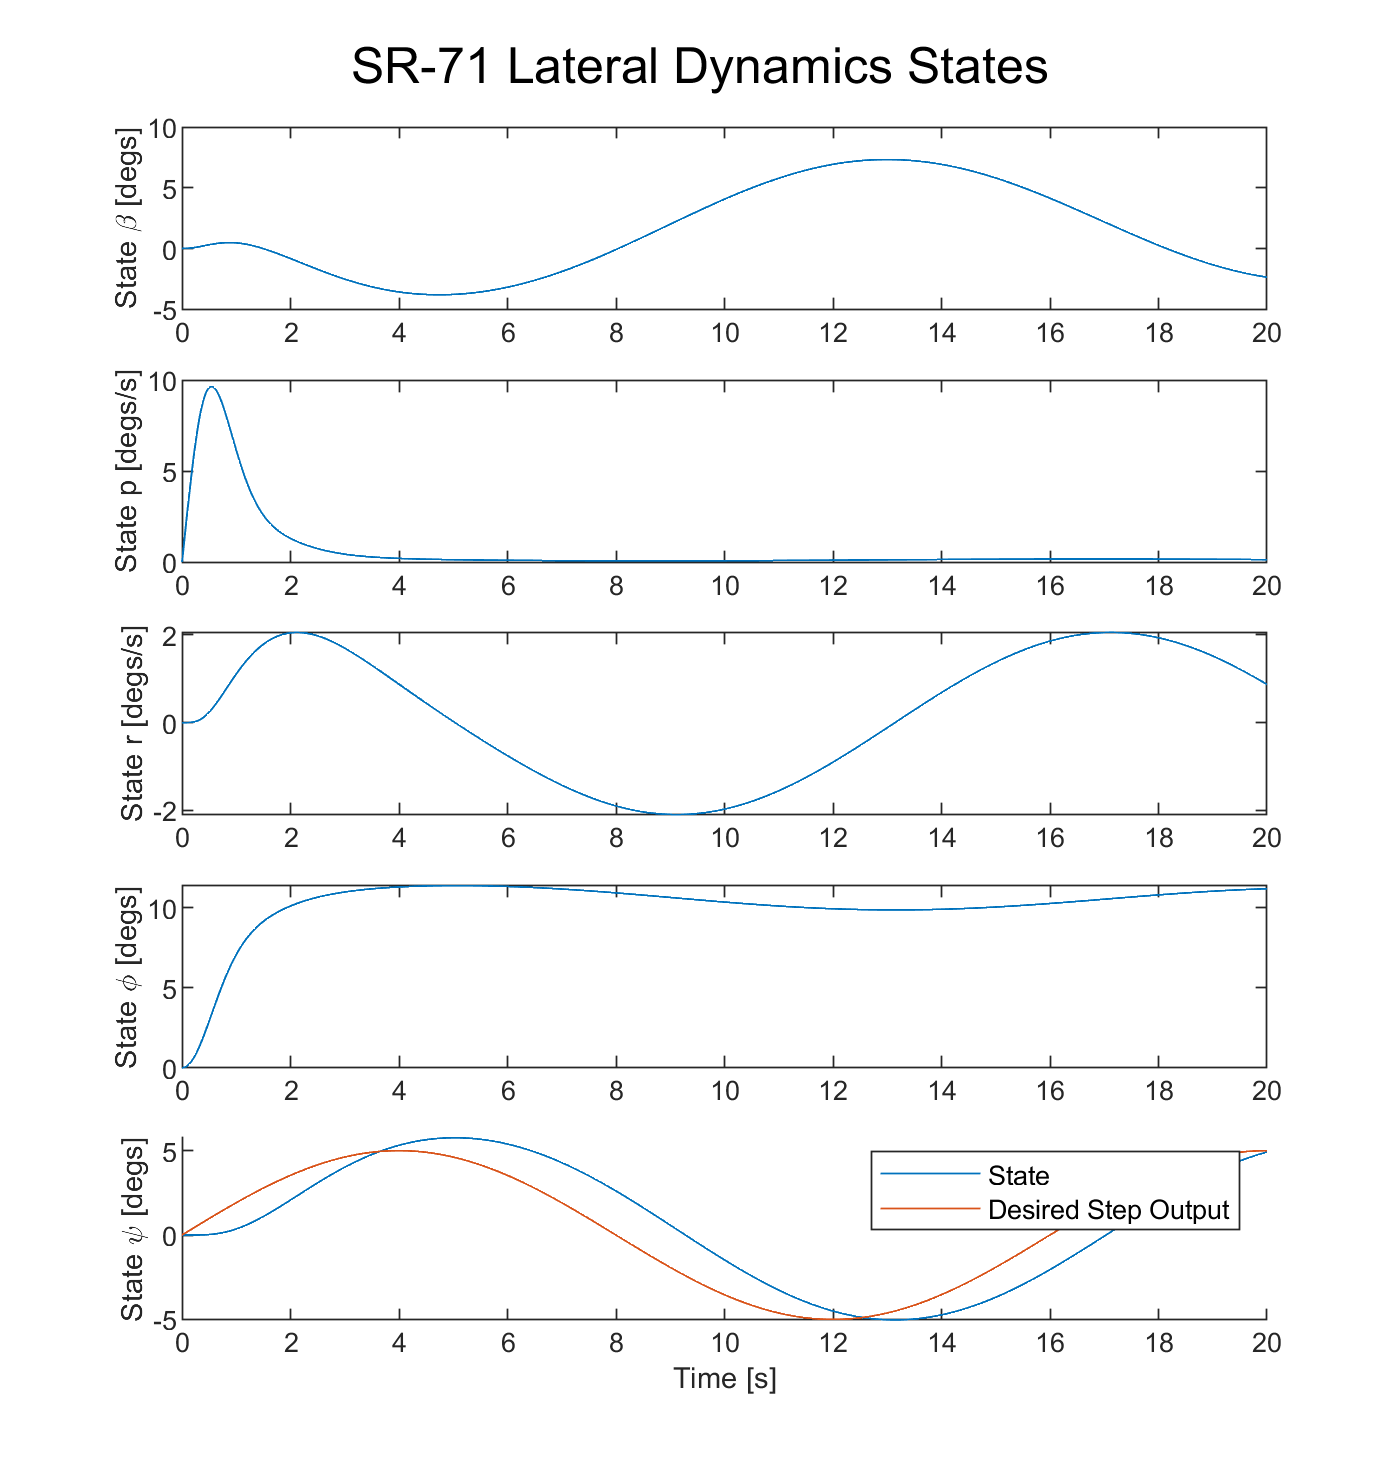 SR-71 Lateral Dynamics States
State β [degs]
10
5
0
-5
0 2 4 6 8 10 12 14 16 18 20
State p [degs/s]
10
5
0
0 2 4 6 8 10 12 14 16 18 20
State r [degs/s]
2
0
-2
0 2 4 6 8 10 12 14 16 18 20
State ϕ [degs]
10
5
0
0 2 4 6 8 10 12 14 16 18 20
State ψ [degs]
5
0
-5
State
Desired Step Output
0 2 4 6 8 10 12 14 16 18 20
Time [s]